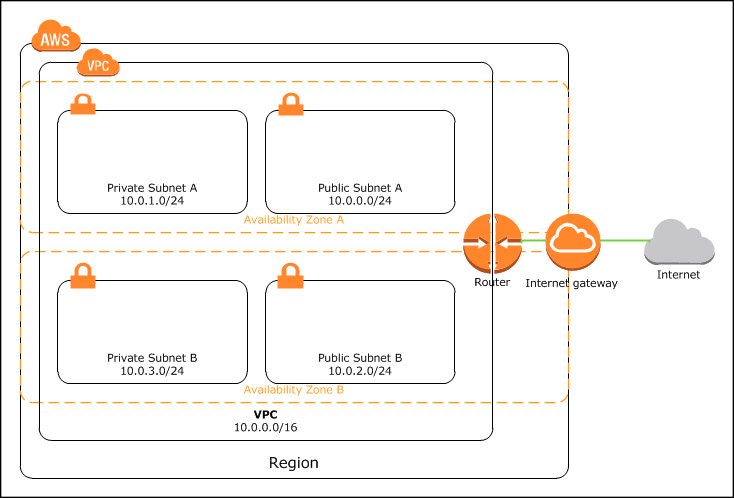 AWS
VPC
Private Subnet A
10.0.1.0/24
Public Subnet A
10.0.0.0/24
Availability Zone A
Router
Internet gateway
Internet
Private Subnet B
10.0.3.0/24
Public Subnet B
10.0.2.0/24
Availability Zone B
VPC
10.0.0.0/16
Region